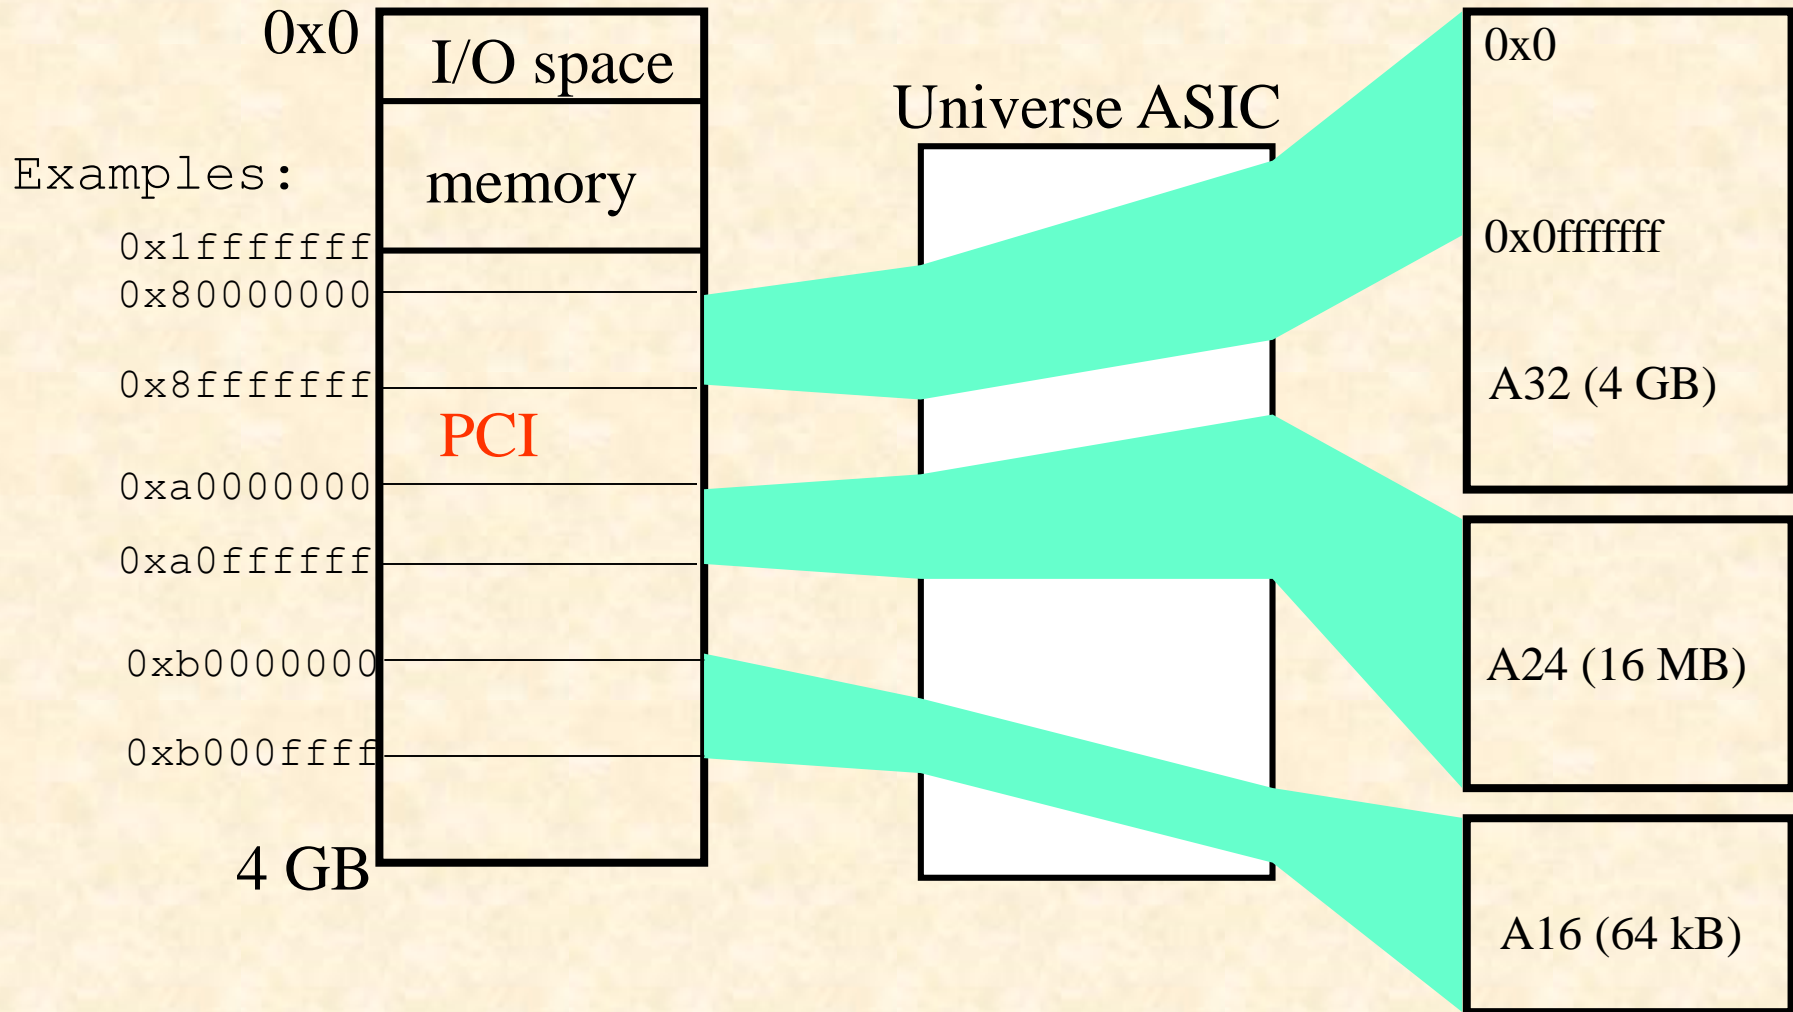 0x0
I/O space
memory
Examples:
0x1fffffff
0x80000000
0x8fffffff
PCI
0xa0000000
0xa0ffffff
0xb0000000
0xb000ffff
4 GB
Universe ASIC
0x0
0x0fffffff
A32 (4 GB)
A24 (16 MB)
A16 (64 kB)